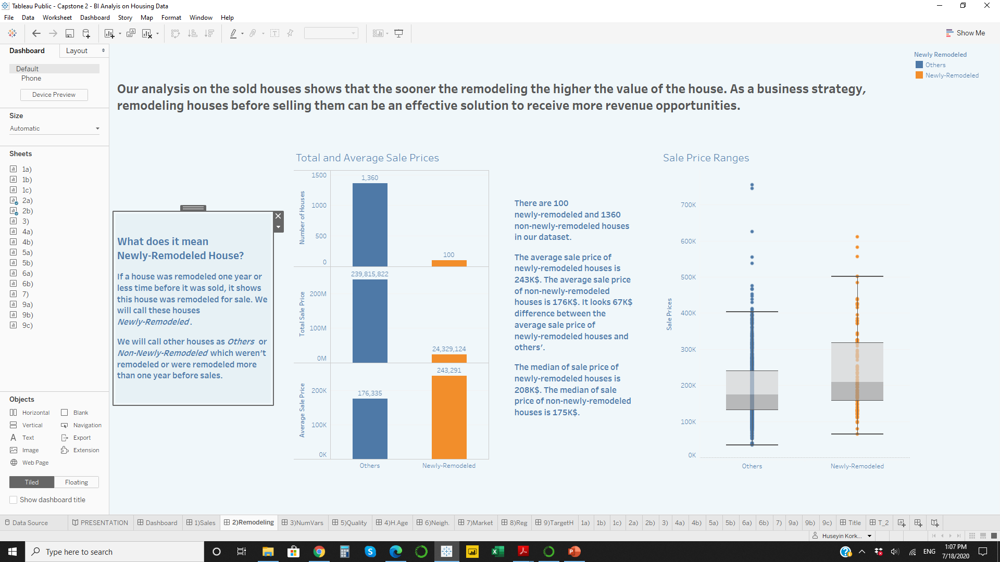 Tableau Public - Capstone 2 - BI Analyis on Housing Data
File Data Worksheet Dashboard Story Map Format Window Help
Show Me
Dashboard Layout
Default
Phone
Device Preview
Size
Automatic
Sheets
1a)
1b)
1c)
2a)
2b)
3)
4a)
4b)
5a)
5b)
6a)
6b)
7)
9a)
9b)
9c)
Objects
Horizontal Blank
Vertical Navigation
Text Export
Image Extension
Web Page
Tiled Floating
Show dashboard title
Newly Remodeled
Others
Newly-Remodeled
Our analysis on the sold houses shows that the sooner the remodeling the higher the value of the house. As a business strategy,
remodeling houses before selling them can be an effective solution to receive more revenue opportunities.
What does it mean
Newly-Remodeled House?
If a house was remodeled one year or
less time before it was sold, it shows
this house was remodeled for sale. We
will call these houses
Newly-Remodeled.
We will call other houses as Others or
Non-Newly-Remodeled which weren't
remodeled or were remodeled more
than one year before sales.
Total and Average Sale Prices
Number of Houses
1500
1000
500
0
1,360
100
Total Sale Price
200M
100M
0M
239,815,822
24,329,124
Average Sale Price
200K
100K
0K
176,335
243,291
Others Newly-Remodeled
There are 100
newly-remodeled and 1360
non-newly-remodeled houses
in our dataset.
The average sale price of
newly-remodeled houses is
243K$. The average sale price
of non-newly-remodeled
houses is 176K$. It looks 67K$
difference between the
average sale price of
newly-remodeled houses and
others'.
The median of sale price of
newly-remodeled houses is
208K$. The median of sale
price of non-newly-remodeled
houses is 175K$.
Sale Price Ranges
Sale Prices
700K
600K
500K
400K
300K
200K
100K
0K
Others Newly-Remodeled
Data Source PRESENTATION Dashboard 1)Sales 2)Remodeling 3)NumVars 5)Quality 4)H.Age 6)Neigh. 7)Market 8)Reg 9)TargetH 1a) 1b) 1c) 2a) 2b) 3) 4a) 4b) 5a) 5b) 6a) 6b) 7) 9a) 9b) 9c) Title T_2
Huseyin Kork...
Type here to search
ENG
1:07 PM
7/18/2020